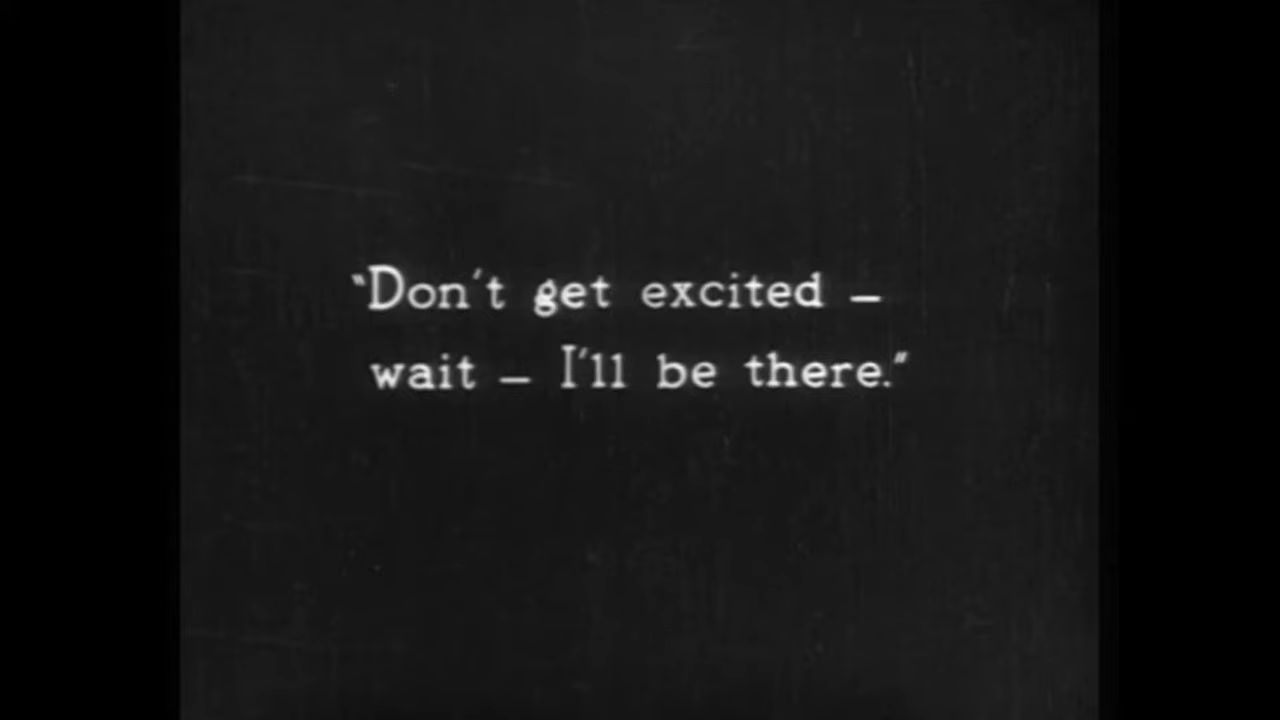 “Don't get excited —
wait — I'll be there.”